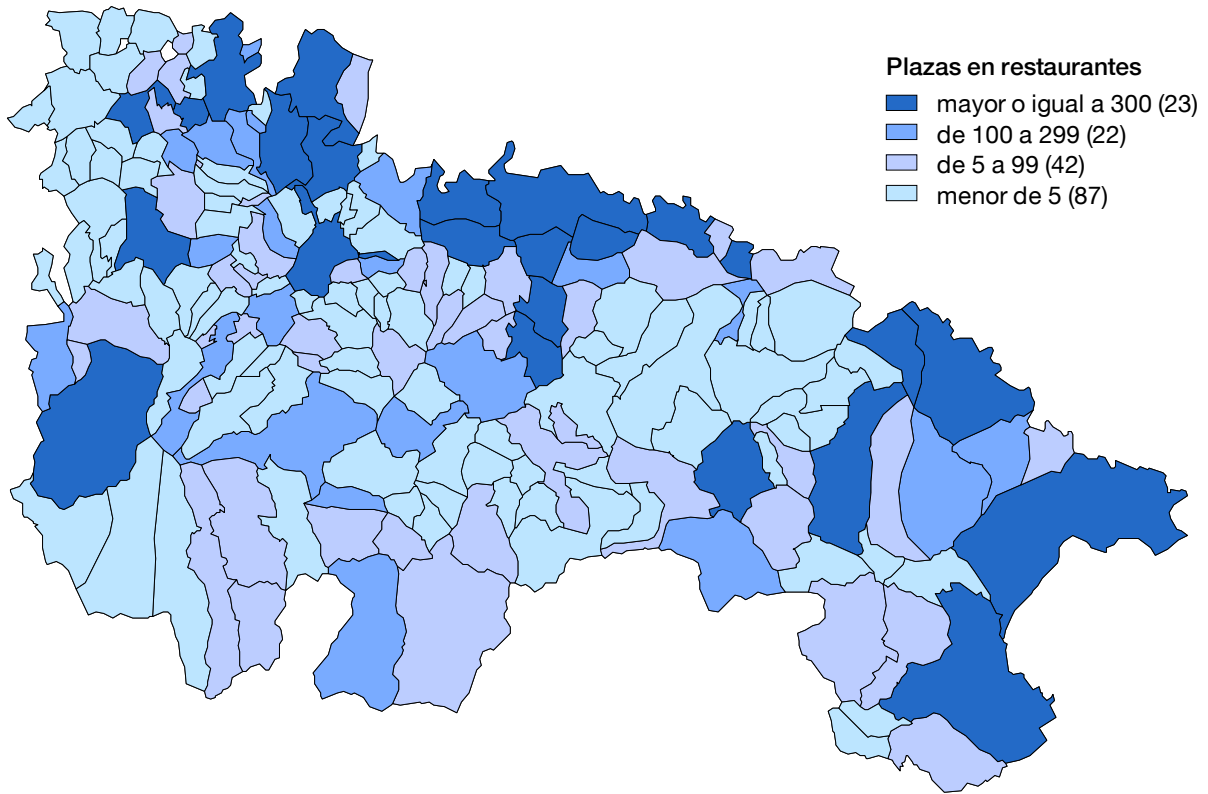 Plazas en restaurantes
mayor o igual a 300 (23)
de 100 a 299 (22)
de 5 a 99 (42)
menor de 5 (87)